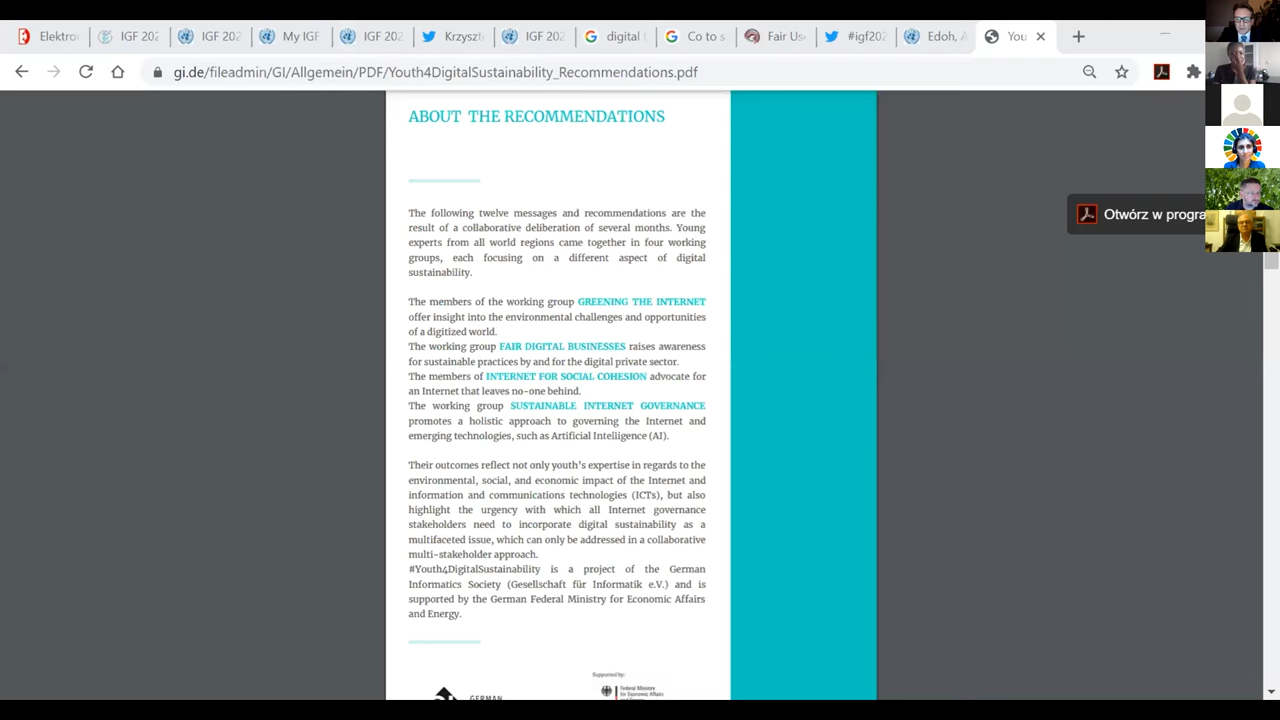 Elektro
IGF 202
IGF 202
My IGF
IGF 202
Krzyszt
IGF 202
digital t
Co to s
Fair Use
#igf202
Edoh, A
You
gi.de/fileadmin/GI/Allgemein/PDF/Youth4DigitalSustainability_Recommendations.pdf
ABOUT THE RECOMMENDATIONS
Otwórz w progra
The following twelve messages and recommendations are the
result of a collaborative deliberation of several months. Young
experts from all world regions came together in four working
groups, each focusing on a different aspect of digital
sustainability.
The members of the working group GREENING THE INTERNET
offer insight into the environmental challenges and opportunities
of a digitized world.
The working group FAIR DIGITAL BUSINESSES raises awareness
for sustainable practices by and for the digital private sector.
The members of INTERNET FOR SOCIAL COHESION advocate for
an Internet that leaves no-one behind.
The working group SUSTAINABLE INTERNET GOVERNANCE
promotes a holistic approach to governing the Internet and
emerging technologies, such as Artificial Intelligence (AI).
Their outcomes reflect not only youth's expertise in regards to the
environmental, social, and economic impact of the Internet and
information and communications technologies (ICTs), but also
highlight the urgency with which all Internet governance
stakeholders need to incorporate digital sustainability as a
multifaceted issue, which can only be addressed in a collaborative
multi-stakeholder approach.
#Youth4DigitalSustainability is a project of the German
Informatics Society (Gesellschaft für Informatik e.V.) and is
supported by the German Federal Ministry for Economic Affairs
and Energy.
Supported by:
GERMAN
Federal Ministry
for Economic Affairs